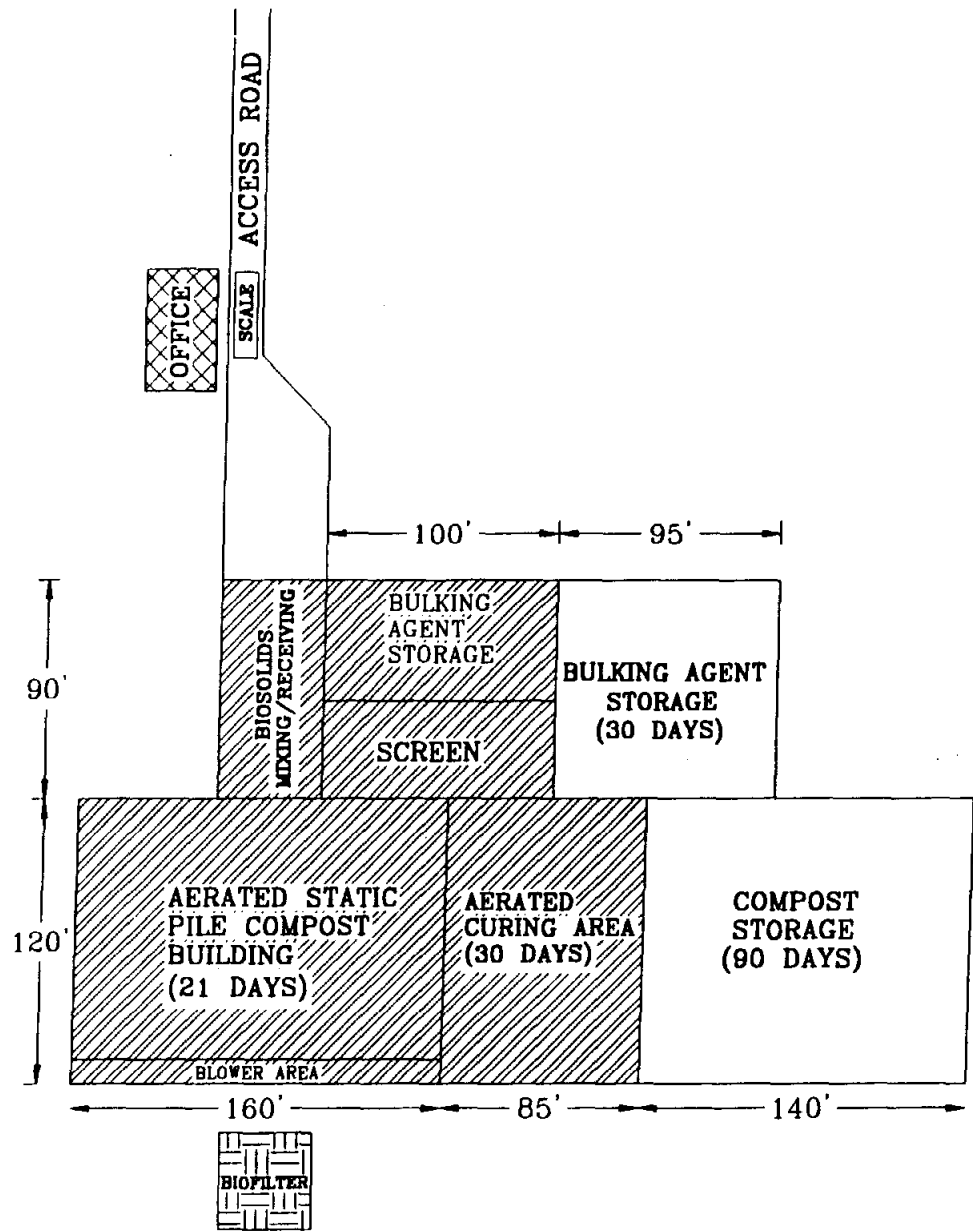 ACCESS ROAD
OFFICE
SCALE
100'
95'
90'
BIOSOLIDS
MIXING/RECEIVING
BULKING
AGENT
STORAGE
SCREEN
BULKING AGENT
STORAGE
(30 DAYS)
120'
AERATED STATIC
PILE COMPOST
BUILDING
(21 DAYS)
BLOWER AREA
AERATED
CURING AREA
(30 DAYS)
COMPOST
STORAGE
(90 DAYS)
160'
85'
140'
BIOFILTER